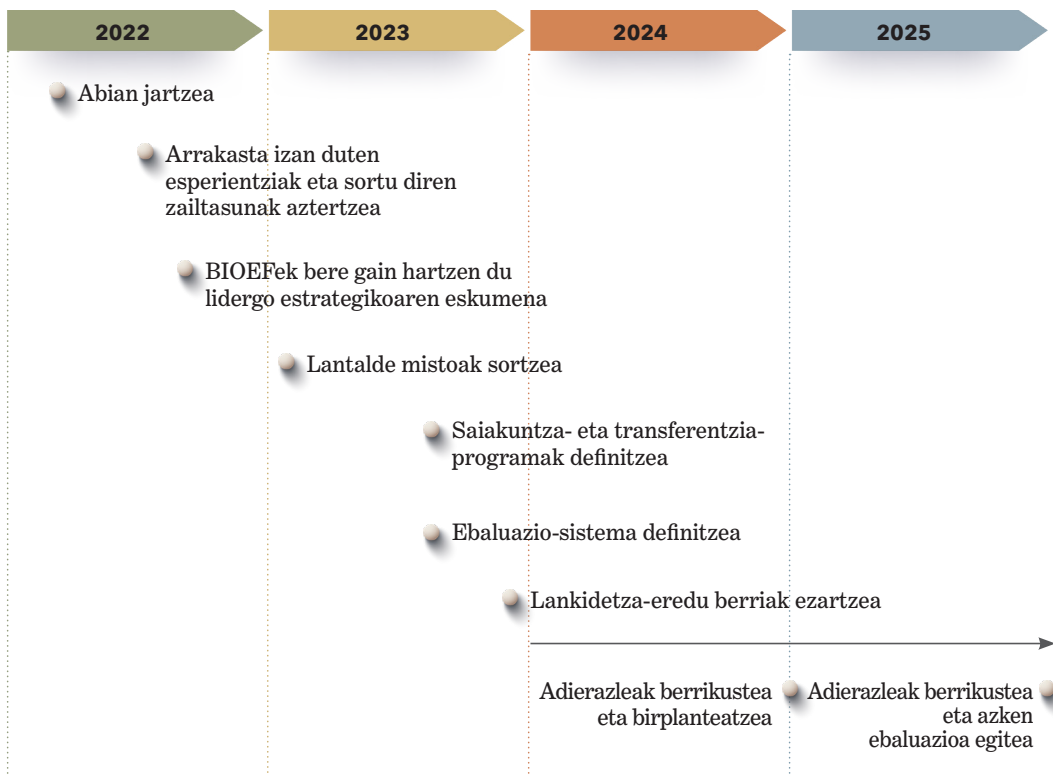 2022
2023
2024
2025
Abian jartzea
Arrakasta izan duten
esperientziak eta sortu diren
zailtasunak aztertzea
BIOEFek bere gain hartzen du
lidergo estrategikoaren eskumena
Lantalde mistoak sortzea
Saiakuntza- eta transferentzia-
programak definitzea
Ebaluazio-sistema definitzea
Lankidetza-eredu berriak ezartzea
Adierazleak berrikustea
eta birplanteatzea
Adierazleak berrikustea
eta azken
ebaluazioa egitea